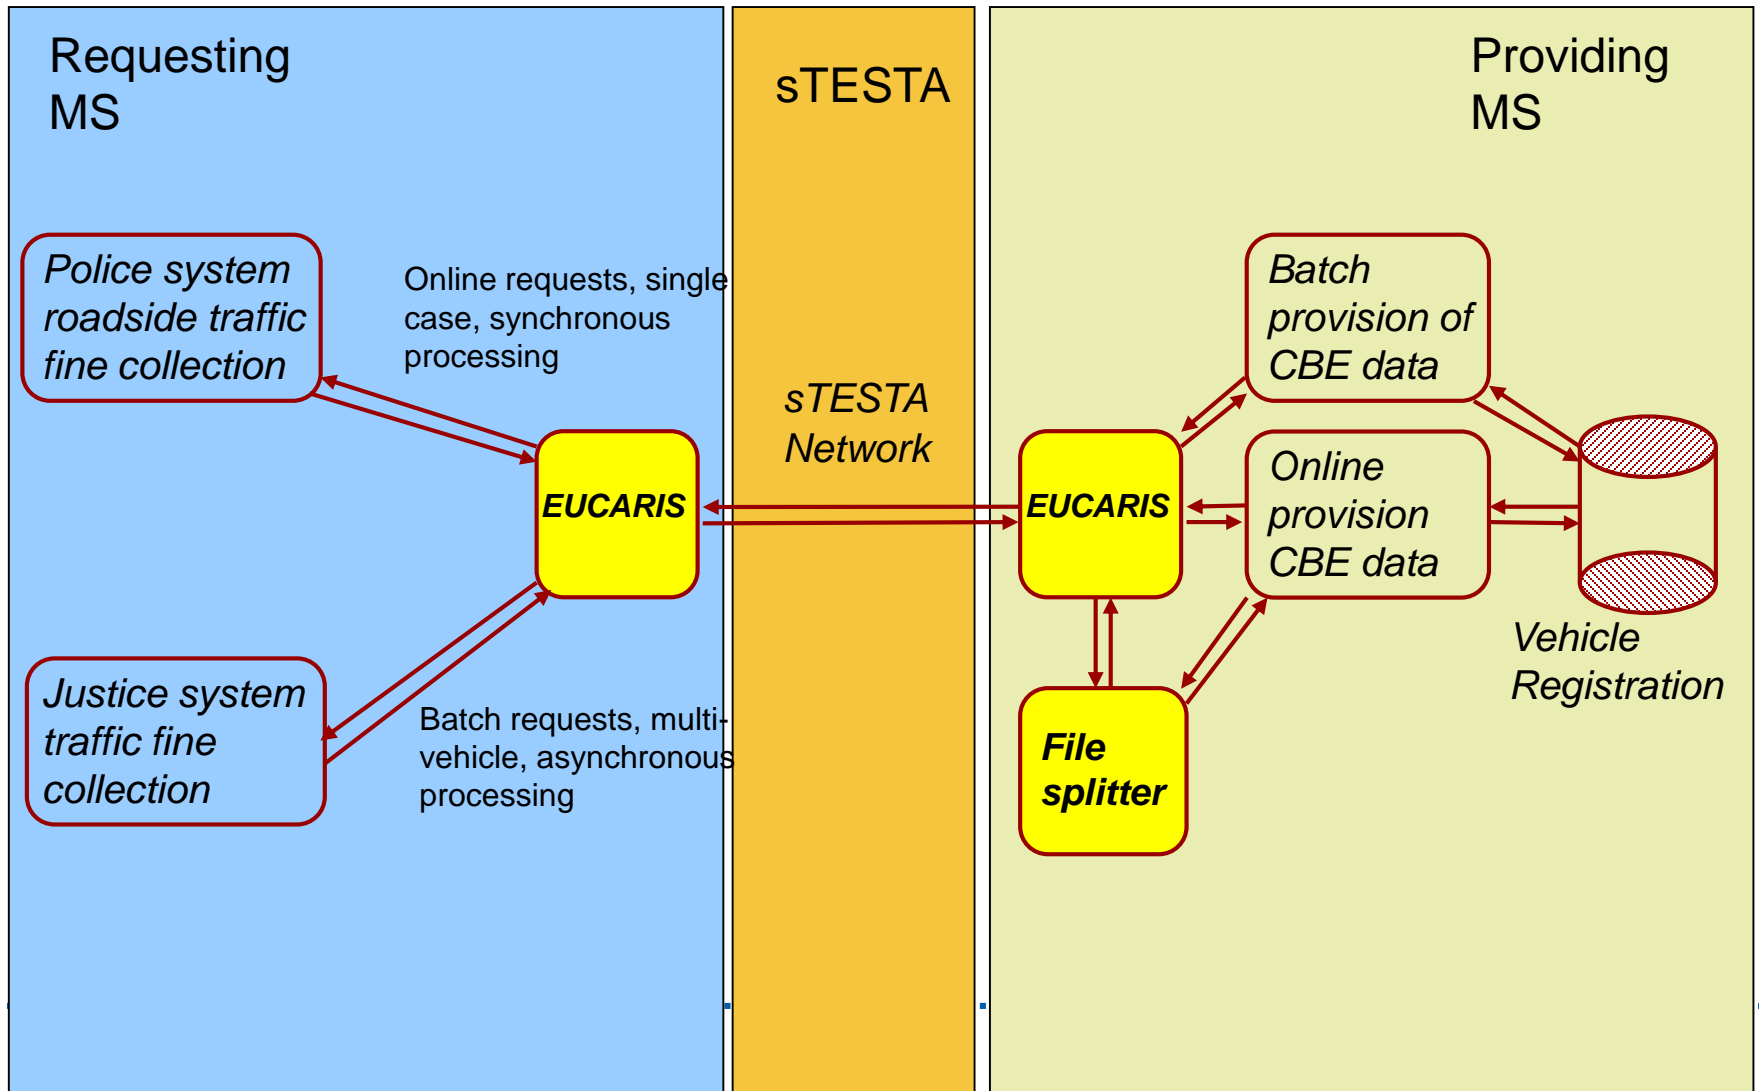 Requesting
MS
sTESTA
Providing
MS
Police system
roadside traffic
fine collection
Online requests, single
case, synchronous
processing
EUCARIS
Justice system
traffic fine
collection
Batch requests, multi-
vehicle, asynchronous
processing
sTESTA
Network
EUCARIS
Batch
provision of
CBE data
Online
provision
CBE data
File
splitter
Vehicle
Registration